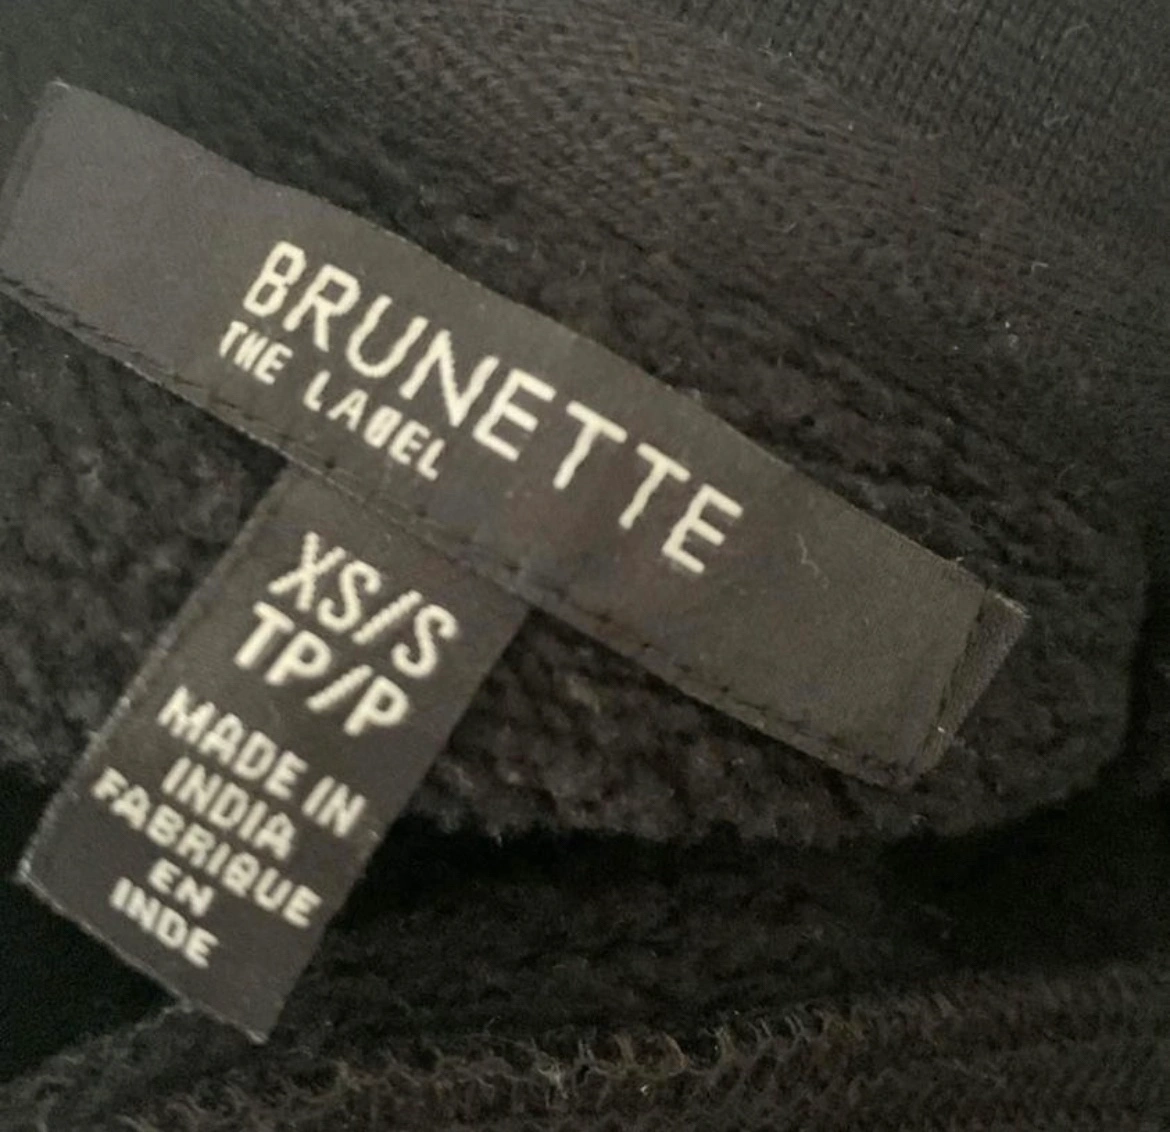 BRUNETTE
THE LABEL
XS/S
TP/P
MADE IN
INDIA
FABRIQUE
EN
INDE